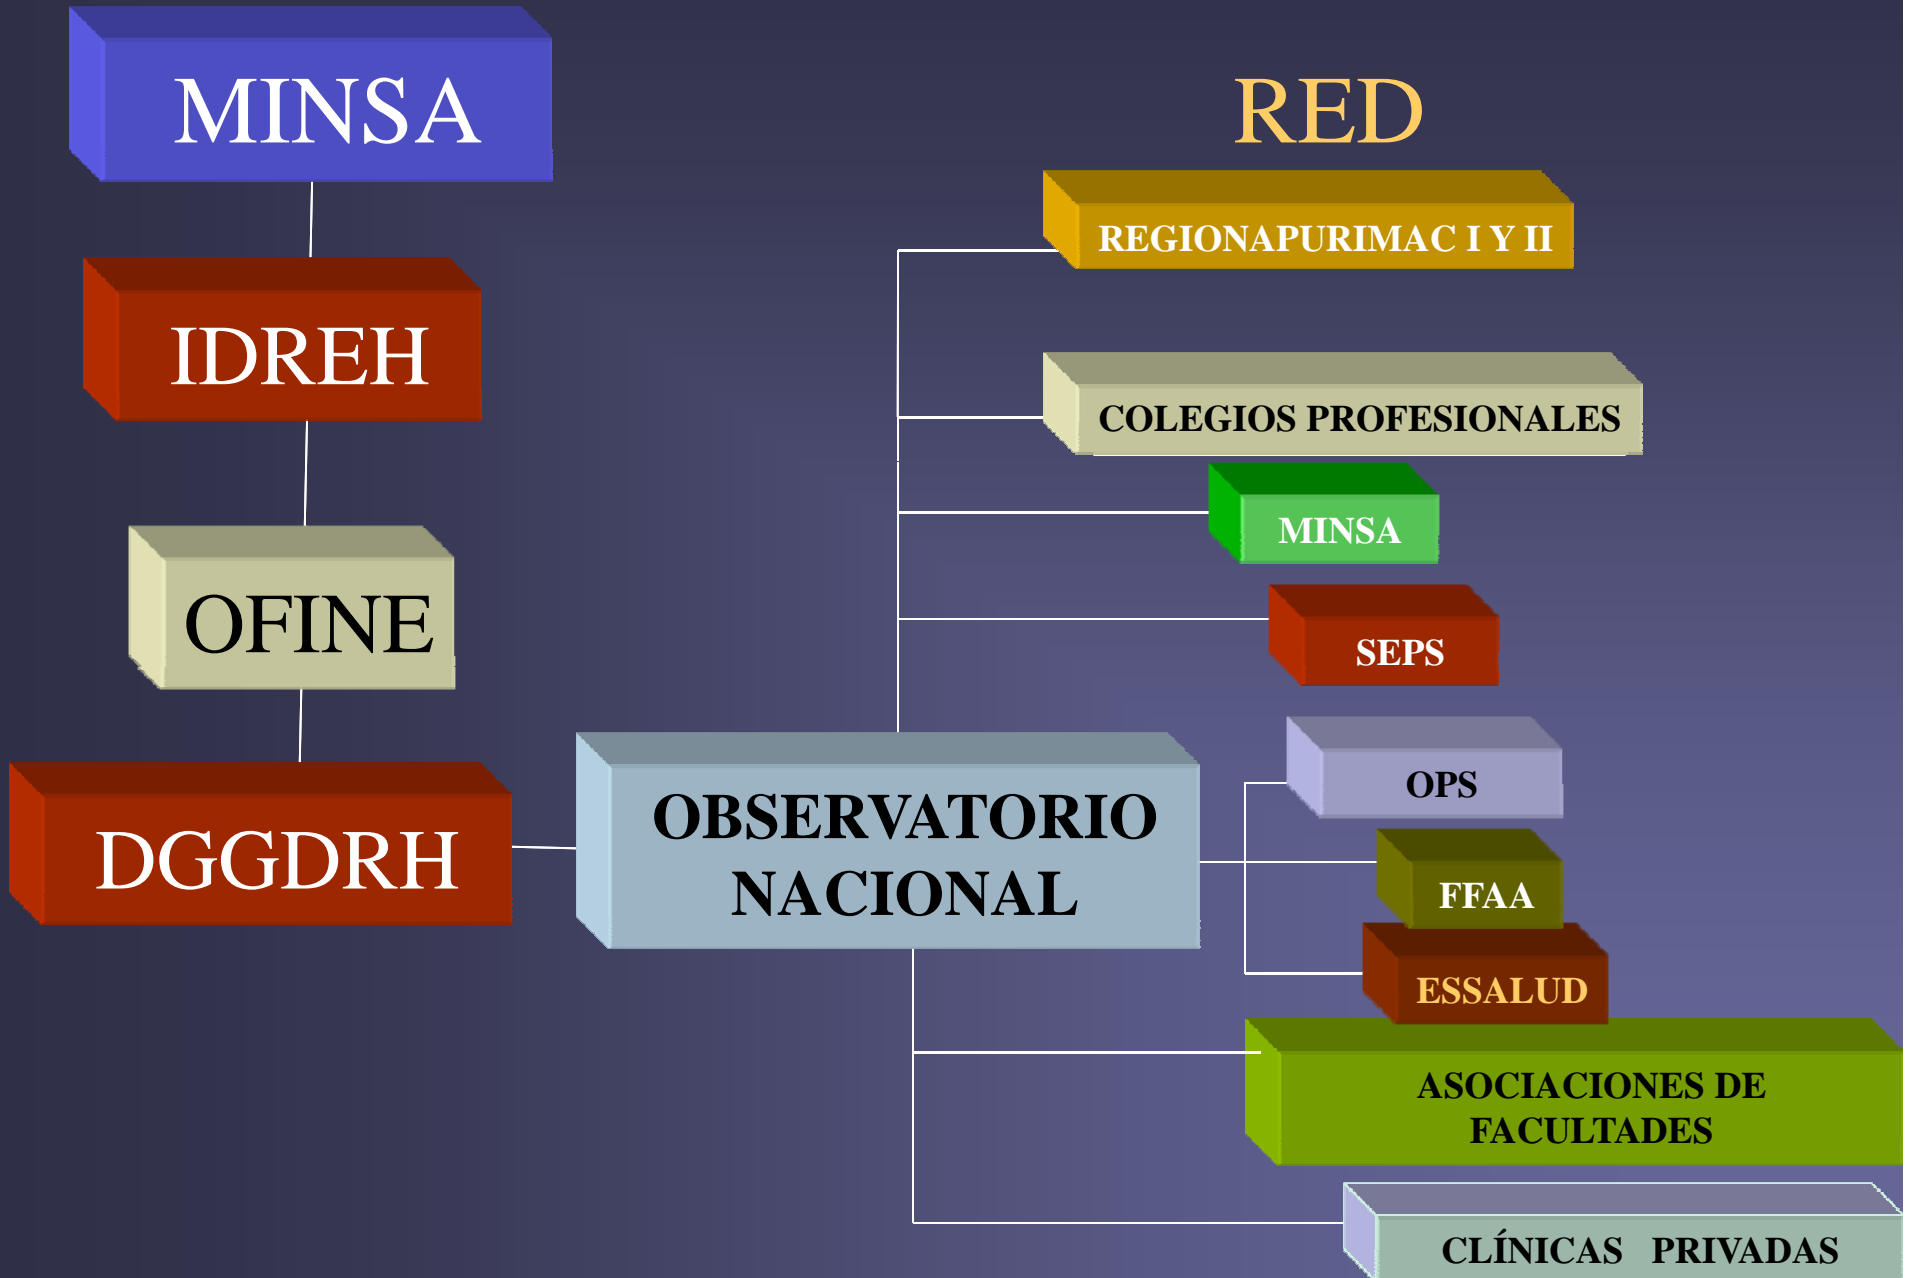 MINSA
IDREH
OFINE
DGGDRH
OBSERVATORIO
NACIONAL
RED
REGIONAPURIMAC I Y II
COLEGIOS PROFESIONALES
MINSA
SEPS
OPS
FFAA
ESSALUD
ASOCIACIONES DE
FACULTADES
CLÍNICAS PRIVADAS